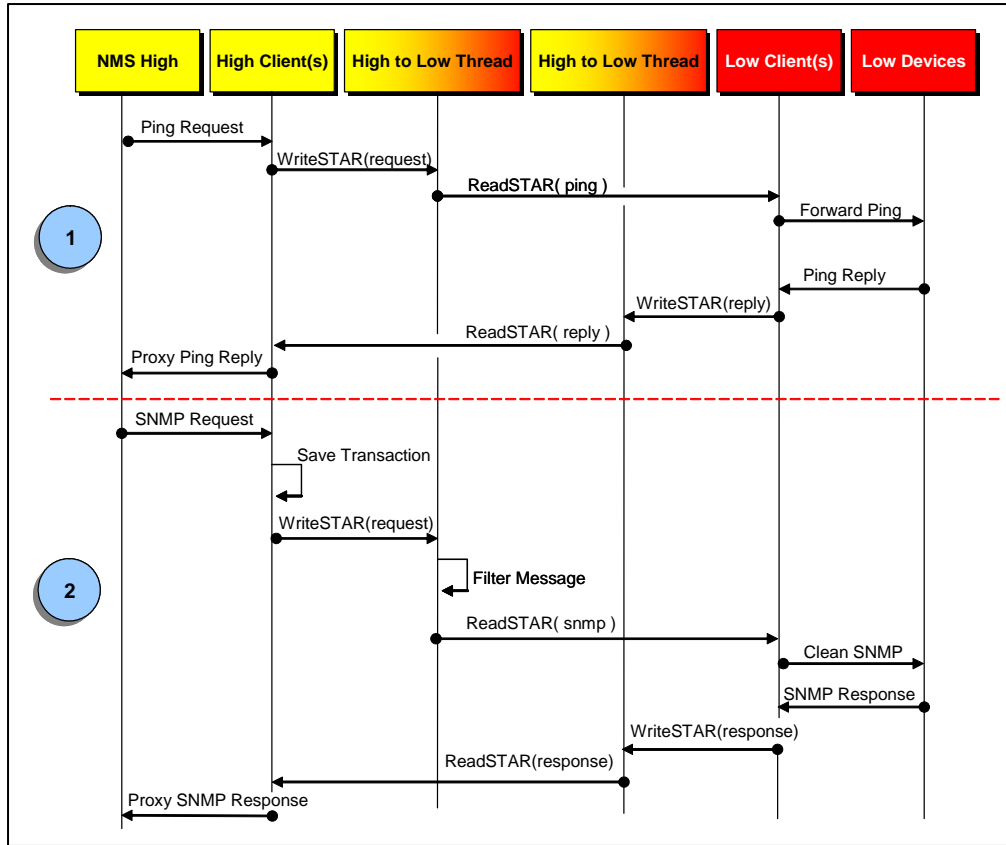 NMS High
High Client(s)
High to Low Thread
High to Low Thread
Low Client(s)
Low Devices
Ping Request
WriteSTAR(request)
ReadSTAR( ping )
Forward Ping
1
Ping Reply
WriteSTAR(reply)
ReadSTAR( reply )
Proxy Ping Reply
SNMP Request
Save Transaction
WriteSTAR(request)
Filter Message
2
ReadSTAR( snmp )
Clean SNMP
SNMP Response
WriteSTAR(response)
ReadSTAR(response)
Proxy SNMP Response